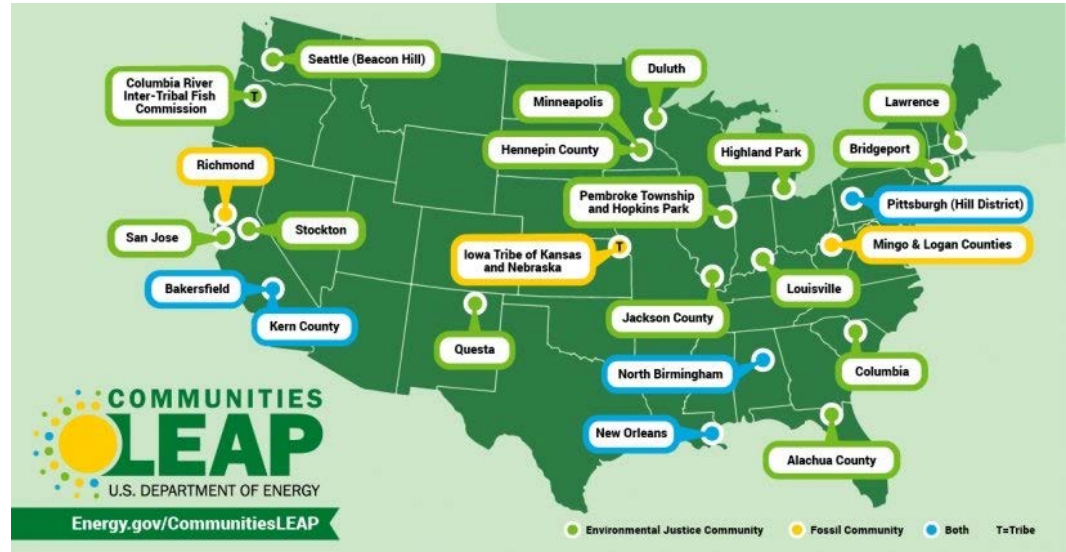 Seattle (Beacon Hill)
Columbia River
Inter-Tribal Fish
Commission
T
Duluth
Minneapolis
Hennepin County
Lawrence
Bridgeport
Highland Park
Richmond
Pembroke Township
and Hopkins Park
Pittsburgh (Hill District)
San Jose
Stockton
Iowa Tribe of Kansas
and Nebraska
T
Mingo & Logan Counties
Bakersfield
Kern County
Louisville
Jackson County
Questa
North Birmingham
Columbia
New Orleans
Alachua County
COMMUNITIES
LEAP
U.S. DEPARTMENT OF ENERGY
Energy.gov/CommunitiesLEAP
Environmental Justice Community
Fossil Community
Both
T=Tribe